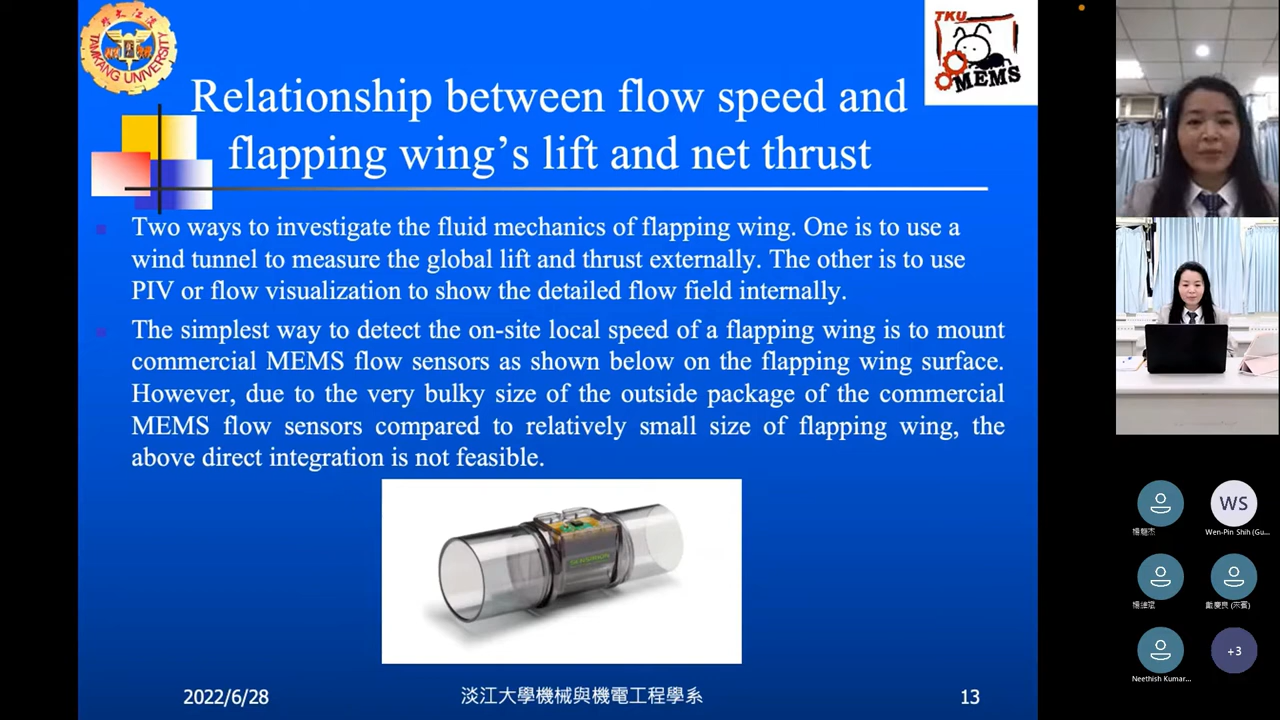 TAMKANG UNIVERSITY
TKU
MEMS
Relationship between flow speed and
flapping wing’s lift and net thrust
Two ways to investigate the fluid mechanics of flapping wing. One is to use a
wind tunnel to measure the global lift and thrust externally. The other is to use
PIV or flow visualization to show the detailed flow field internally.
The simplest way to detect the on-site local speed of a flapping wing is to mount
commercial MEMS flow sensors as shown below on the flapping wing surface.
However, due to the very bulky size of the outside package of the commercial
MEMS flow sensors compared to relatively small size of flapping wing, the
above direct integration is not feasible.
2022/6/28
淡江大學機械與機電工程學系
13
WS
Wen-Pin Shih (Gu...
Neethish Kumar...
+3